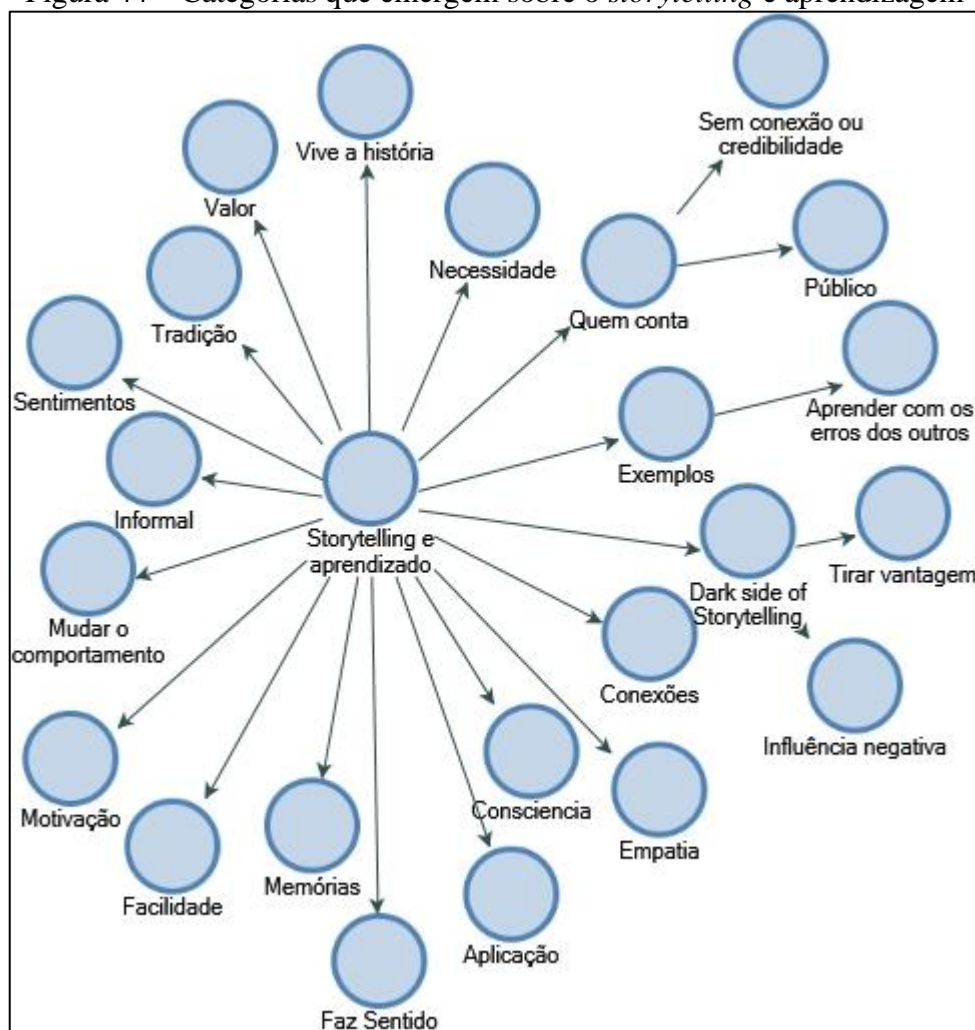 Figura 44 – Categorias que emergem sobre o storytelling e aprendizagem
Sem conexão ou
credibilidade
Vive a história
Valor
Necessidade
Público
Quem conta
Tradição
Sentimentos
Aprender com os
erros dos outros
Exemplos
Informal
Storytelling e
aprendizado
Tirar vantagem
Dark side of
Storytelling
Mudar o
comportamento
Conexões
Influência negativa
Motivação
Consciencia
Empatia
Facilidade
Memórias
Aplicação
Faz Sentido